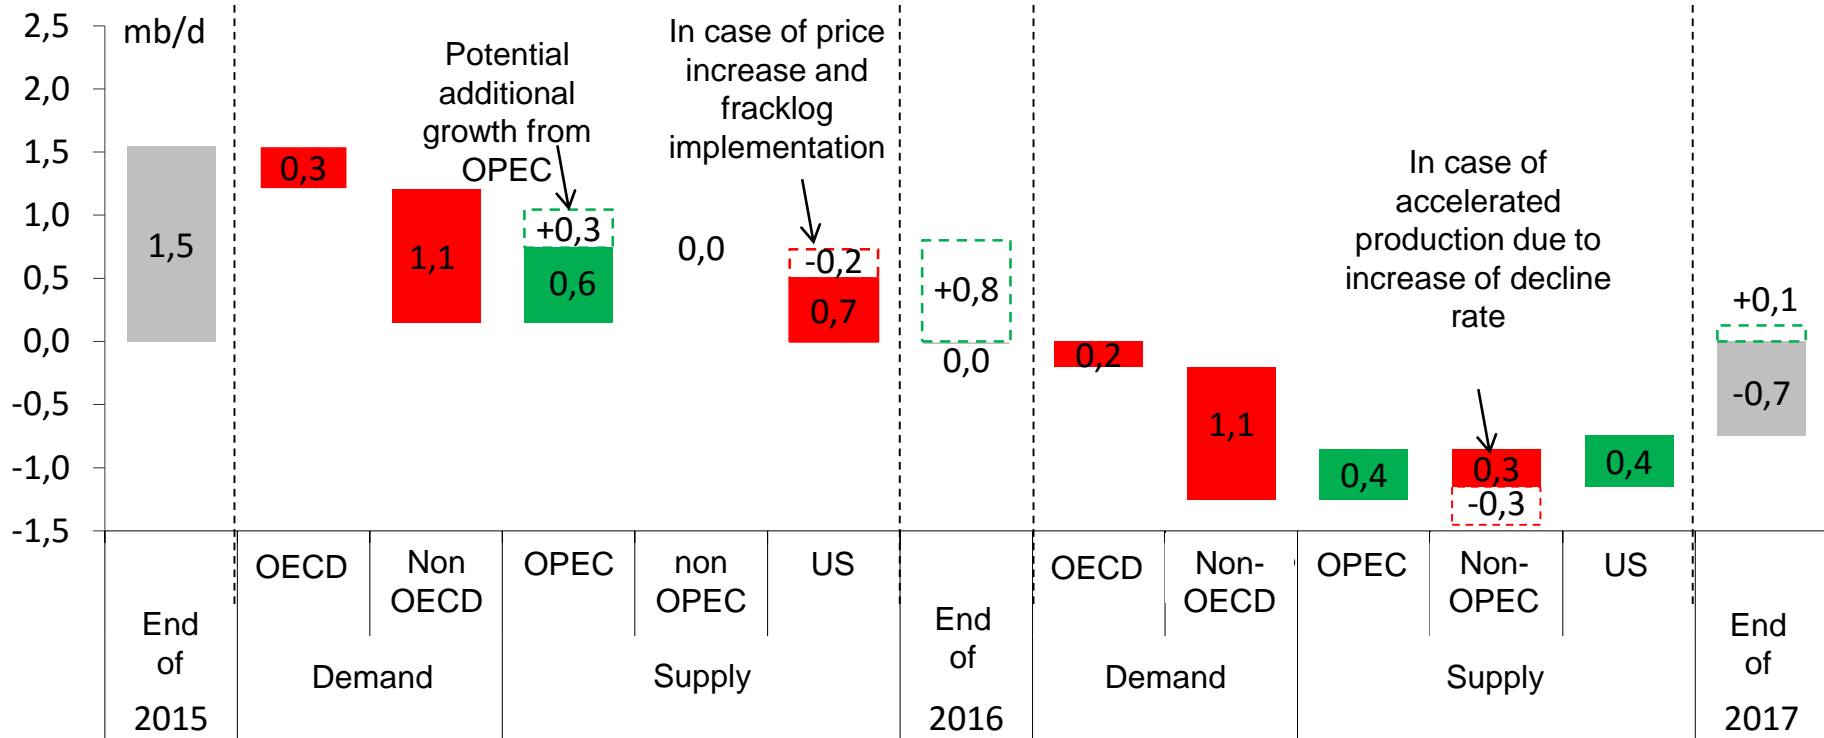 2,5
2,0
1,5
1,0
0,5
0,0
-0,5
-1,0
-1,5
mb/d
Potential
additional
growth from
OPEC
In case of price
increase and
fracklog
implementation
In case of
accelerated
production due to
increase of decline
rate
1,5
0,3
1,1
+0,3
0,6
0,0
-0,2
0,7
+0,8
0,0
0,2
1,1
0,4
0,3
-0,3
0,4
+0,1
-0,7
End
of
2015
OECD
Non
OECD
Demand
OPEC
non
OPEC
US
Supply
End
of
2016
OECD
Non-
OECD
Demand
OPEC
Non-
OPEC
US
Supply
End
of
2017